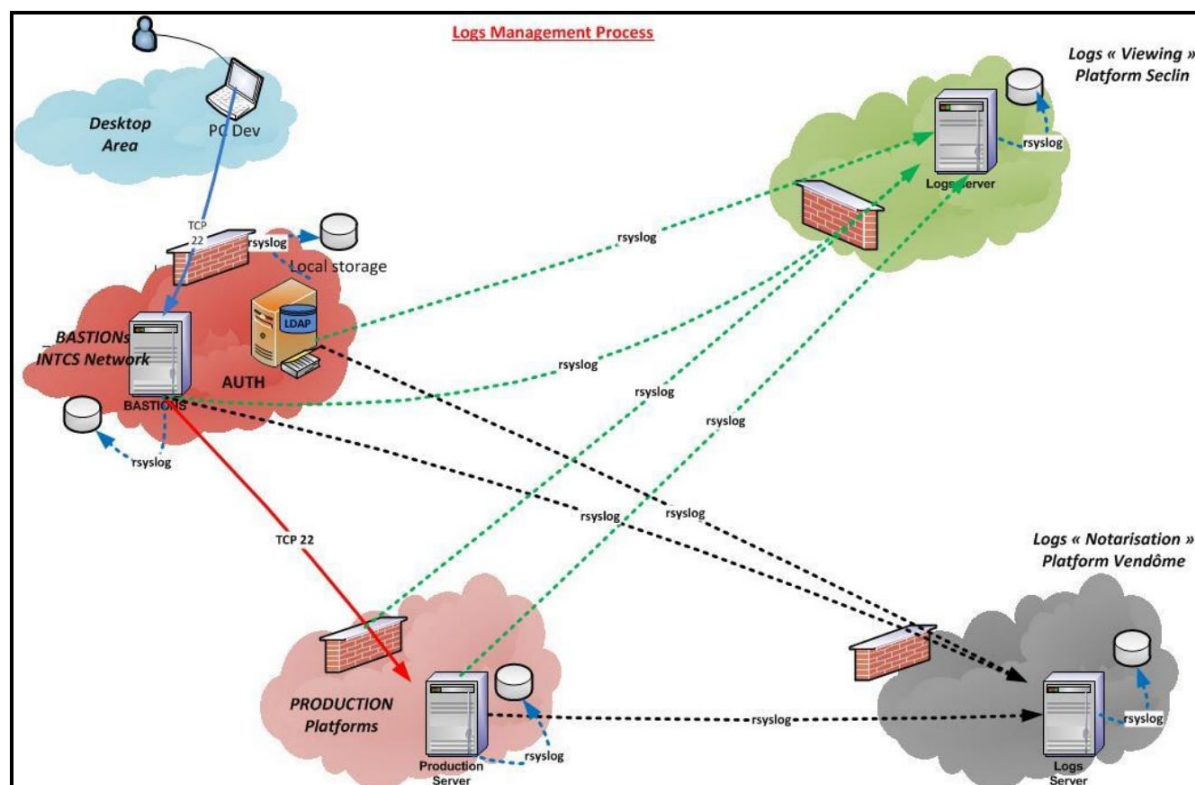 Logs Management Process
Logs « Viewing »
Platform Seclin
Desktop
Area
PC Dev
rsyslog
Logs Server
TCP
22
rsyslog
Local storage
rsyslog
LDAP
_BASTIONs
INTCS Network
AUTH
BASTIONS
rsyslog
rsyslog
rsyslog
rsyslog
rsyslog
rsyslog
TCP 22
Logs « Notarisation »
Platform Vendôme
PRODUCTION
Platforms
rsyslog
rsyslog
rsyslog
Production
Server
Logs
Server